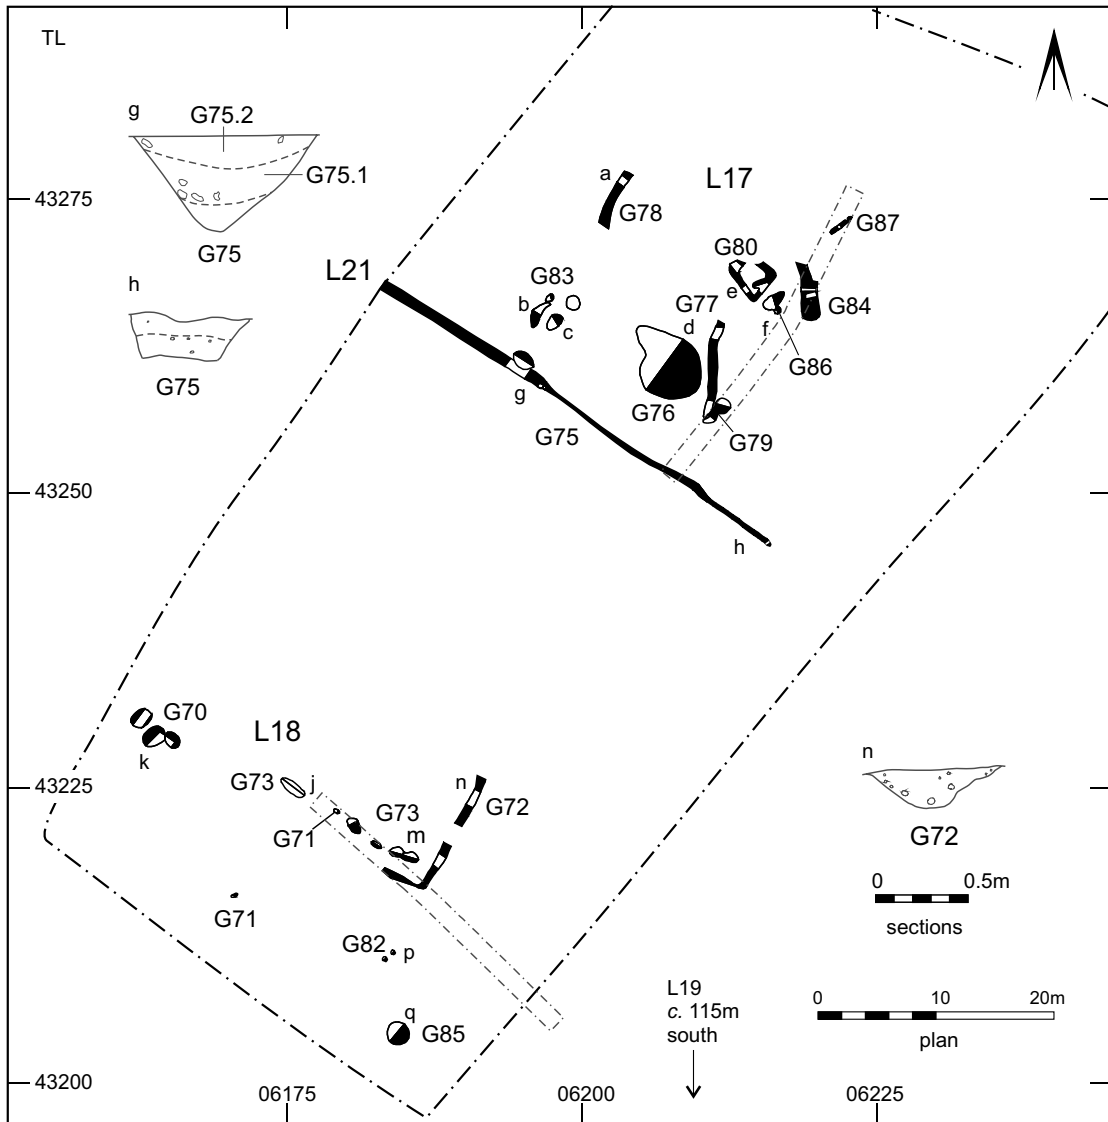 TL
g
G75.2
G75.1
G75
h
G75
43275
43250
43225
43200
06175
06200
06225
L21
a
G78
L17
G87
G80
e
G83
b
c
G77
d
f
G84
G86
G76
G79
g
G75
h
G70
k
L18
G73
j
G71
G73
m
n
G72
G71
G82
p
q
G85
n
G72
0 0.5m
sections
L19
c. 115m
south
0 10 20m
plan